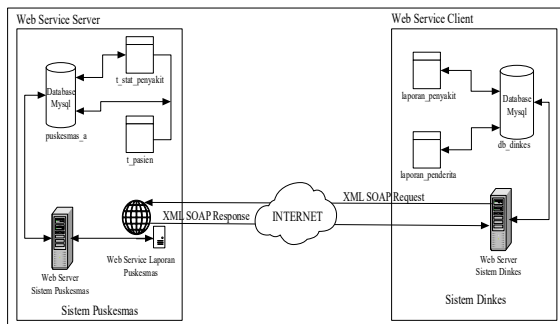 Web Service Server
Database
Mysql
puskesmas_a
t_stat_penyakit
t_pasien
Web Server
Sistem Puskesmas
Web Service Laporan
Puskesmas
Sistem Puskesmas
XML SOAP Request
INTERNET
XML SOAP Response
Web Service Client
laporan_penyakit
laporan_penderita
Database
Mysql
db_dinkes
Web Server
Sistem Dinkes
Sistem Dinkes